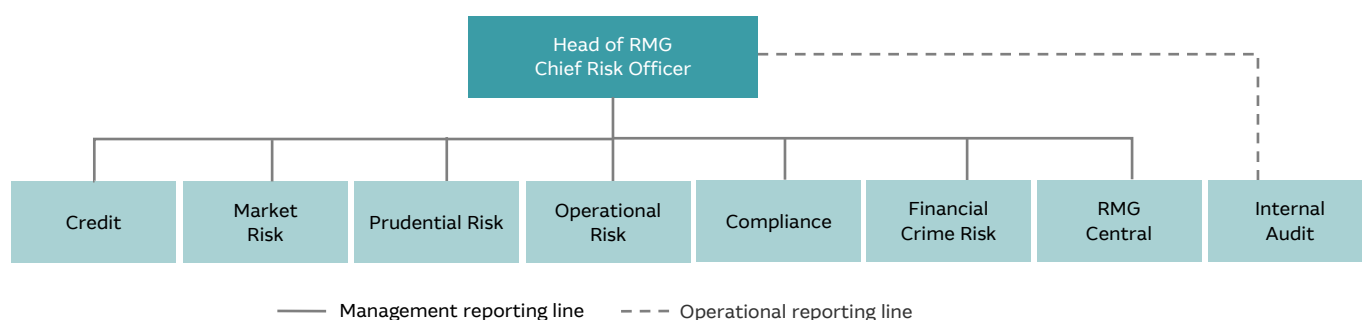 Head of RMG
Chief Risk Officer
Credit
Market
Risk
Prudential Risk
Operational
Risk
Compliance
Financial
Crime Risk
RMG
Central
Internal
Audit
Management reporting line
Operational reporting line